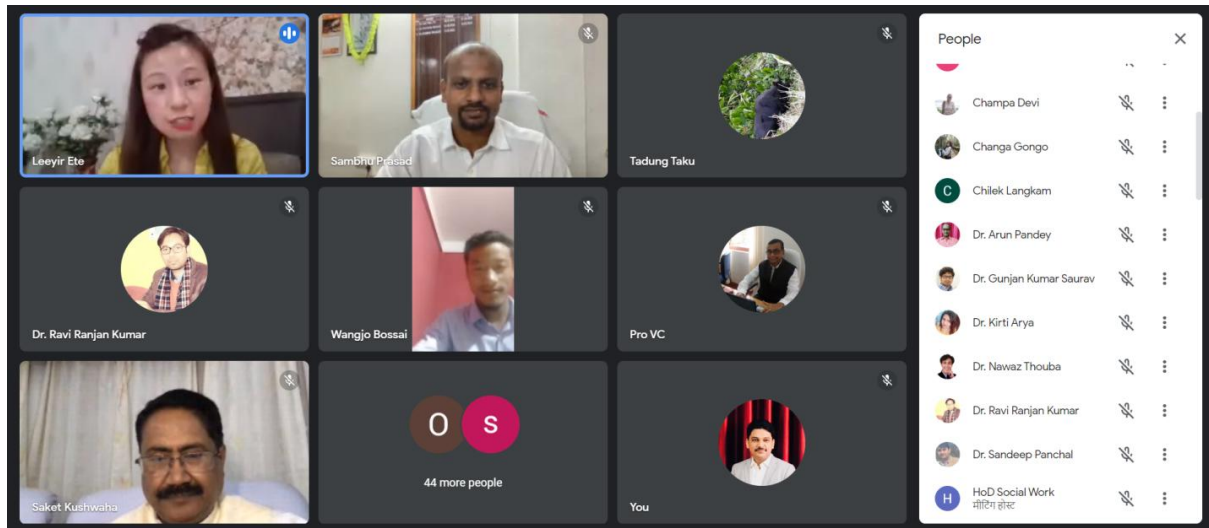 Leeyir Ete
Sambhu Prasad
Tadung Taku
Dr. Ravi Ranjan Kumar
Wangjo Bossai
Pro VC
Saket Kushwaha
O S
44 more people
You
People
Champa Devi
Changa Gongo
C Chilek Langkam
Dr. Arun Pandey
Dr. Gunjan Kumar Saurav
Dr. Kirti Arya
Dr. Nawaz Thouba
Dr. Ravi Ranjan Kumar
Dr. Sandeep Panchal
H HoD Social Work
मीटिंग होस्ट